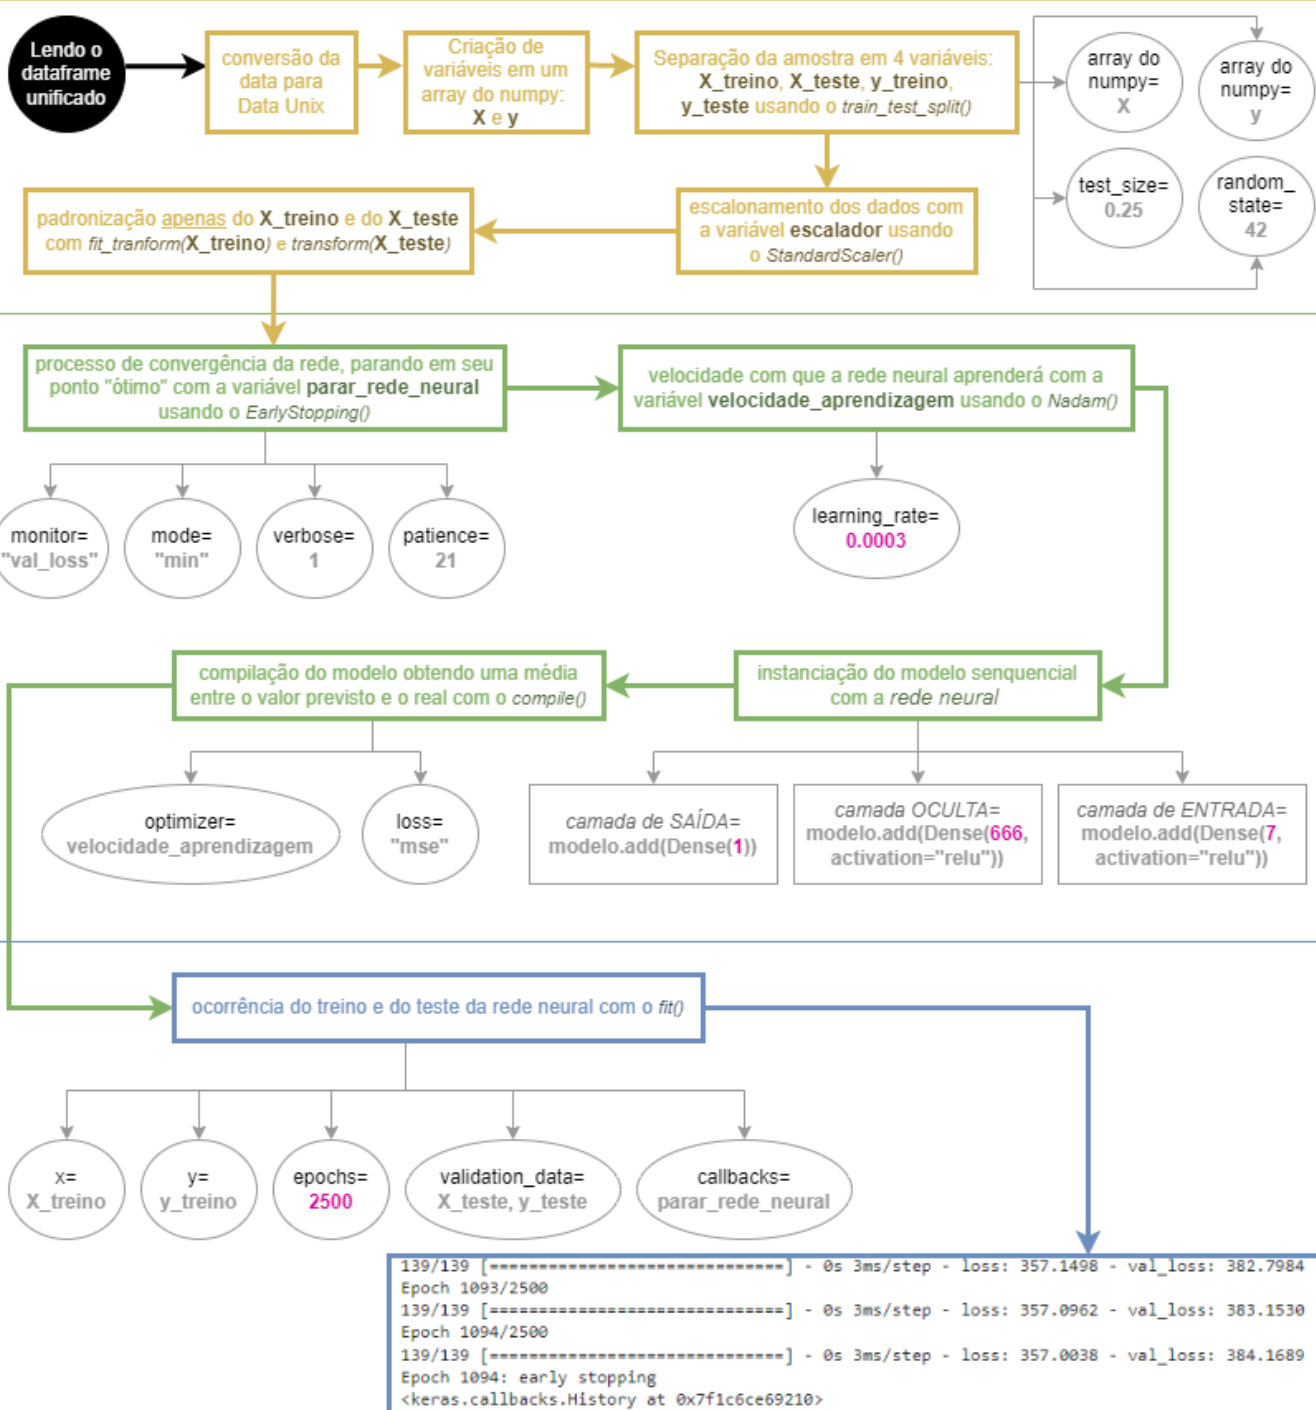 Lendo o
dataframe
unificado
conversão da
data para
Data Unix
Criação de
variáveis em um
array do numpy:
X e y
Separação da amostra em 4 variáveis:
X_treino, X_teste, y_treino,
y_teste usando o train_test_split()
array do
numpy=
X
array do
numpy=
y
test_size=
0.25
random_
state=
42
escalonamento dos dados com
a variável escalador usando
o StandardScaler()
padronização apenas do X_treino e do X_teste
com fit_tranform(X_treino) e transform(X_teste)
processo de convergência da rede, parando em seu
ponto "ótimo" com a variável parar_rede_neural
usando o EarlyStopping()
velocidade com que a rede neural aprenderá com a
variável velocidade_aprendizagem usando o Nadam()
monitor=
"val_loss"
mode=
"min"
verbose=
1
patience=
21
learning_rate=
0.0003
instanciação do modelo senquencial
com a rede neural
compilação do modelo obtendo uma média
entre o valor previsto e o real com o compile()
optimizer=
velocidade_aprendizagem
loss=
"mse"
camada de SAÍDA=
modelo.add(Dense(1))
camada OCULTA=
modelo.add(Dense(666,
activation="relu"))
camada de ENTRADA=
modelo.add(Dense(7,
activation="relu"))
ocorrência do treino e do teste da rede neural com o fit()
x=
X_treino
y=
y_treino
epochs=
2500
validation_data=
X_teste, y_teste
callbacks=
parar_rede_neural
139/139 [==============================] - 0s 3ms/step - loss: 357.1498 - val_loss: 382.7984
Epoch 1093/2500
139/139 [==============================] - 0s 3ms/step - loss: 357.0962 - val_loss: 383.1530
Epoch 1094/2500
139/139 [==============================] - 0s 3ms/step - loss: 357.0038 - val_loss: 384.1689
Epoch 1094: early stopping
<keras.callbacks.History at 0x7f1c6ce69210>